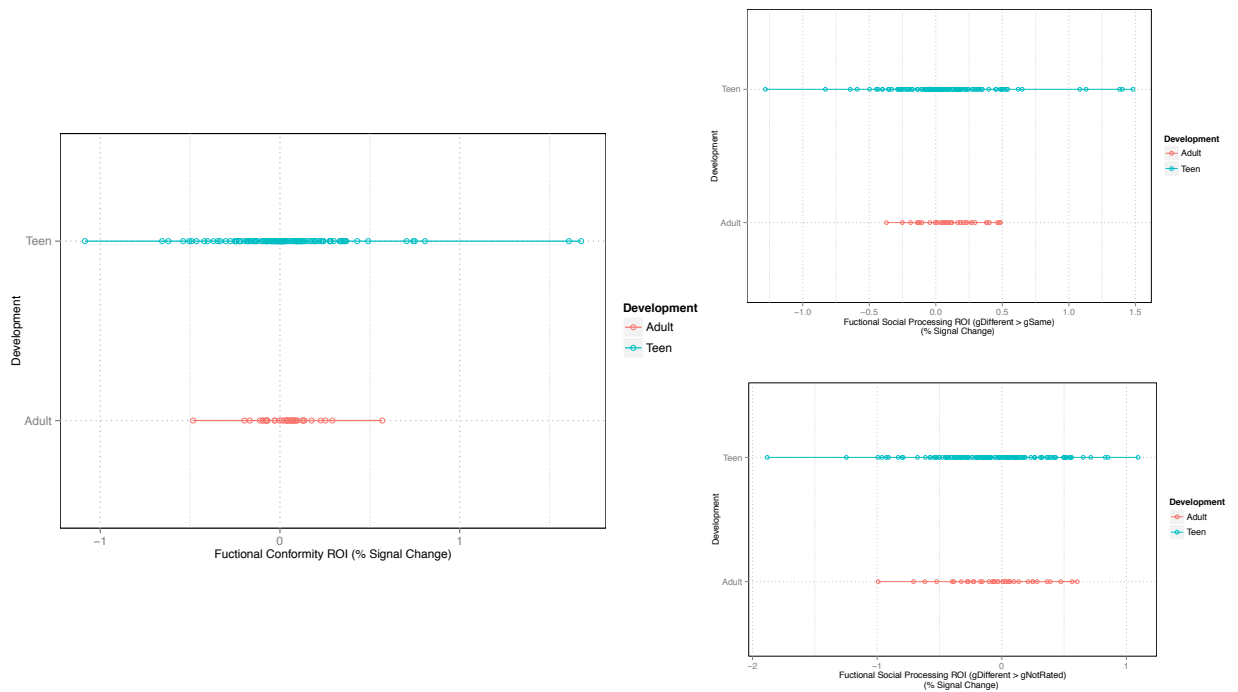 Teen
Adult
Development
−1
0
1
Fuctional Conformity ROI (% Signal Change)
Development
Adult
Teen
Teen
Adult
Development
−1.0
−0.5
0.0
0.5
1.0
1.5
Fuctional Social Processing ROI (gDifferent > gSame)
(% Signal Change)
Development
Adult
Teen
Teen
Adult
Development
−2
−1
0
1
Fuctional Social Processing ROI (gDifferent > gNotRated)
(% Signal Change)
Development
Adult
Teen